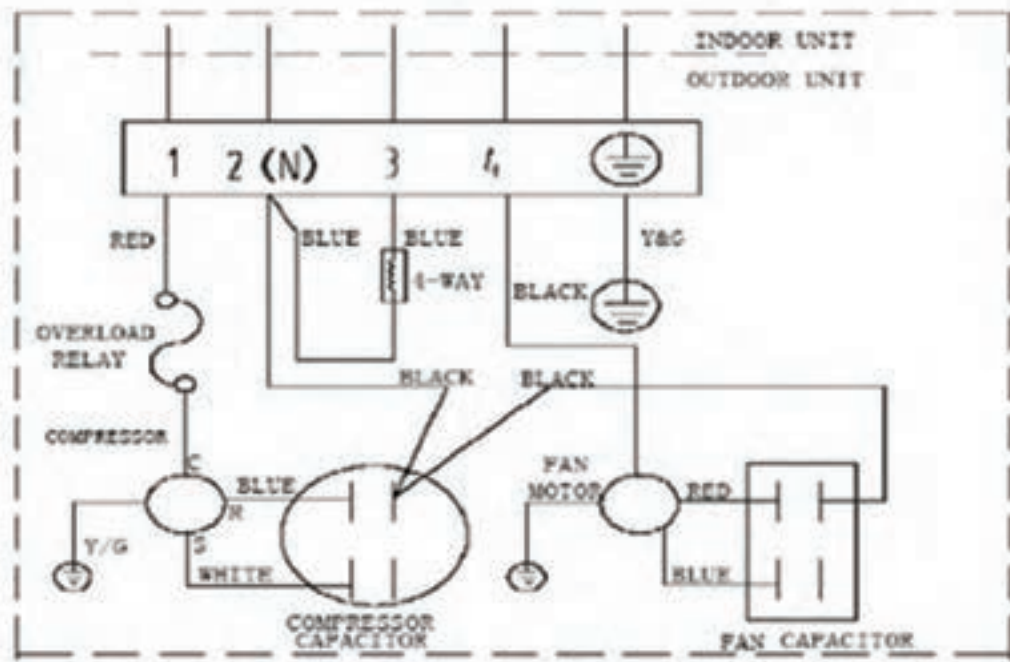 INDOOR UNIT
OUTDOOR UNIT
1 2 (N) 3 4
RED
BLUE
BLUE
Y&G
4-WAY
BLACK
OVERLOAD
RELAY
BLACK
BLACK
COMPRESSOR
C
FAN
MOTOR
BLUE
R
RED
Y/G
S
WHITE
BLUE
COMPRESSOR
CAPACITOR
FAN CAPACITOR